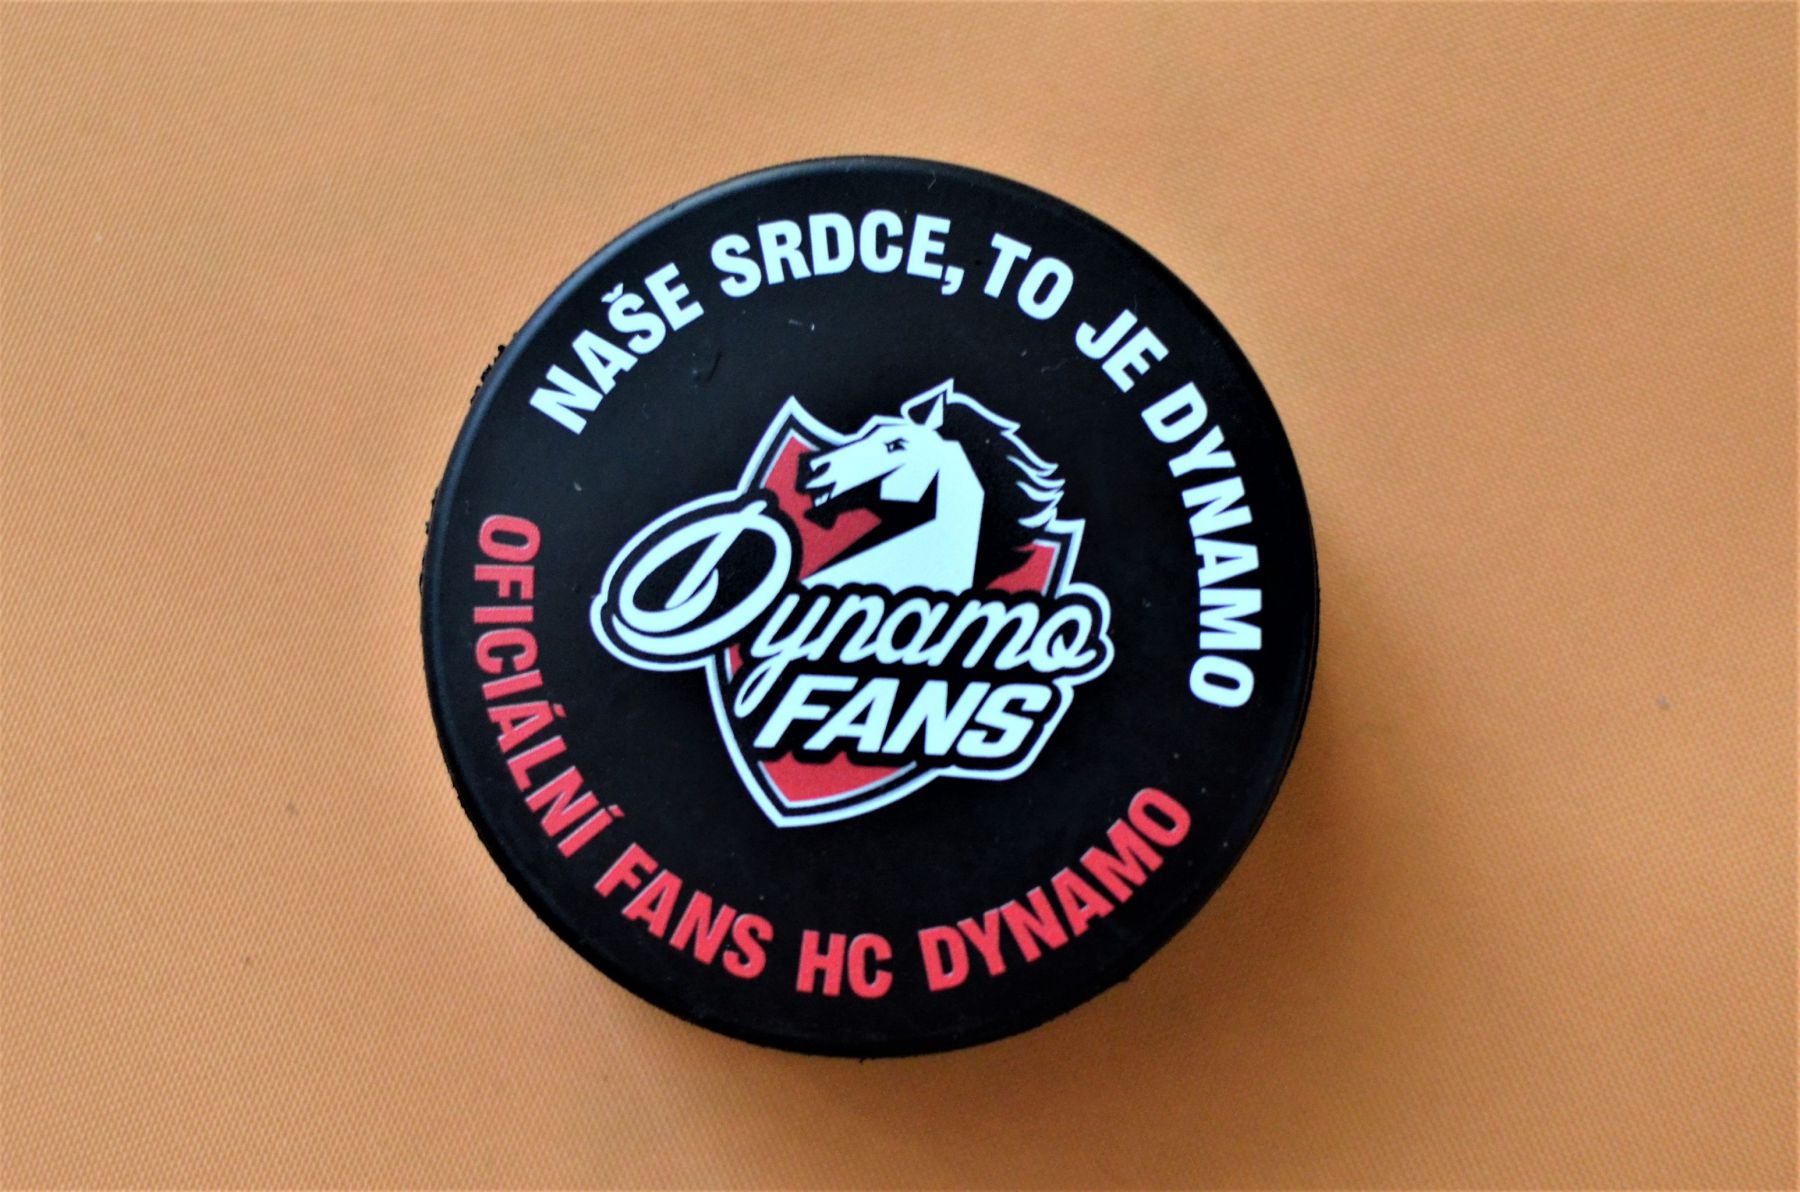 NAŠE SRDCE, TO JE DYNAMO
Dynamo
FANS
OFICIÁLNÍ FANS HC DYNAMO